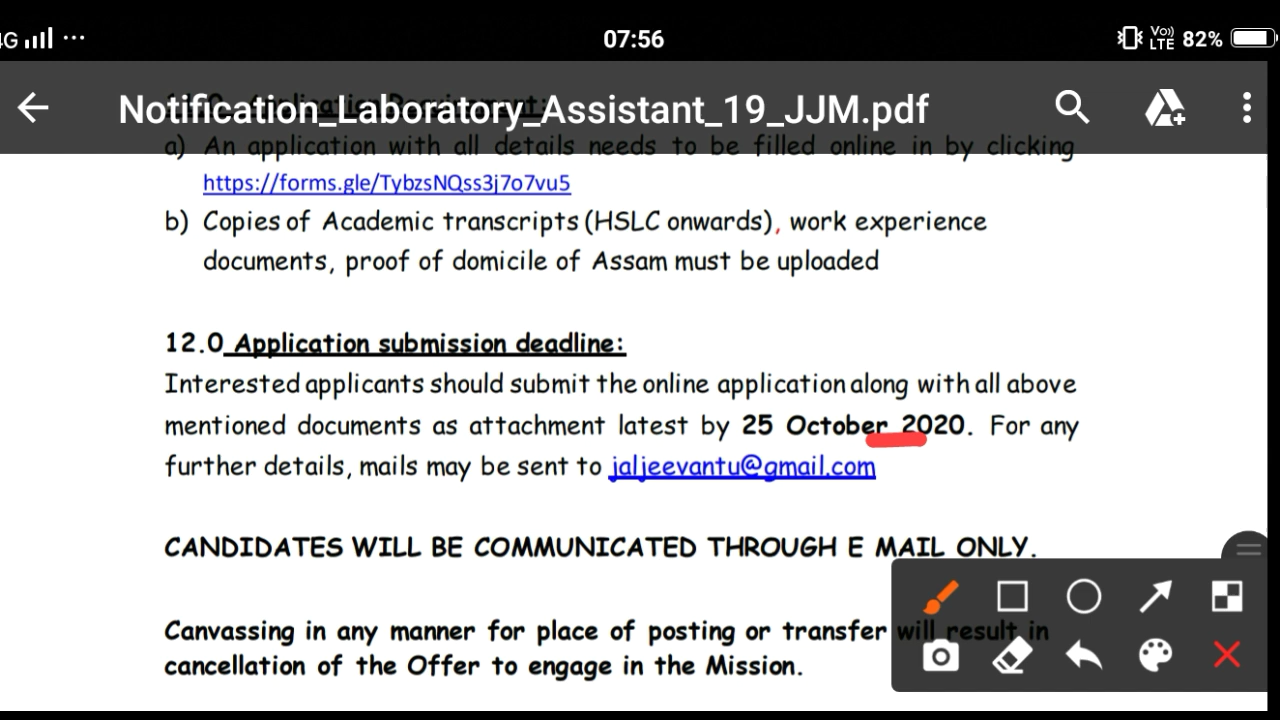 4G ... 07:56 Vo) LTE 82%
Notification_Laboratory_Assistant_19_JJM.pdf
a) An application with all details needs to be filled online in by clicking
https://forms.gle/TybzsNQss3j7o7vu5
b) Copies of Academic transcripts (HSLC onwards), work experience
documents, proof of domicile of Assam must be uploaded
12.0 Application submission deadline:
Interested applicants should submit the online application along with all above
mentioned documents as attachment latest by 25 October 2020. For any
further details, mails may be sent to jaljeevantu@gmail.com
CANDIDATES WILL BE COMMUNICATED THROUGH E MAIL ONLY.
Canvassing in any manner for place of posting or transfer will result in
cancellation of the Offer to engage in the Mission.